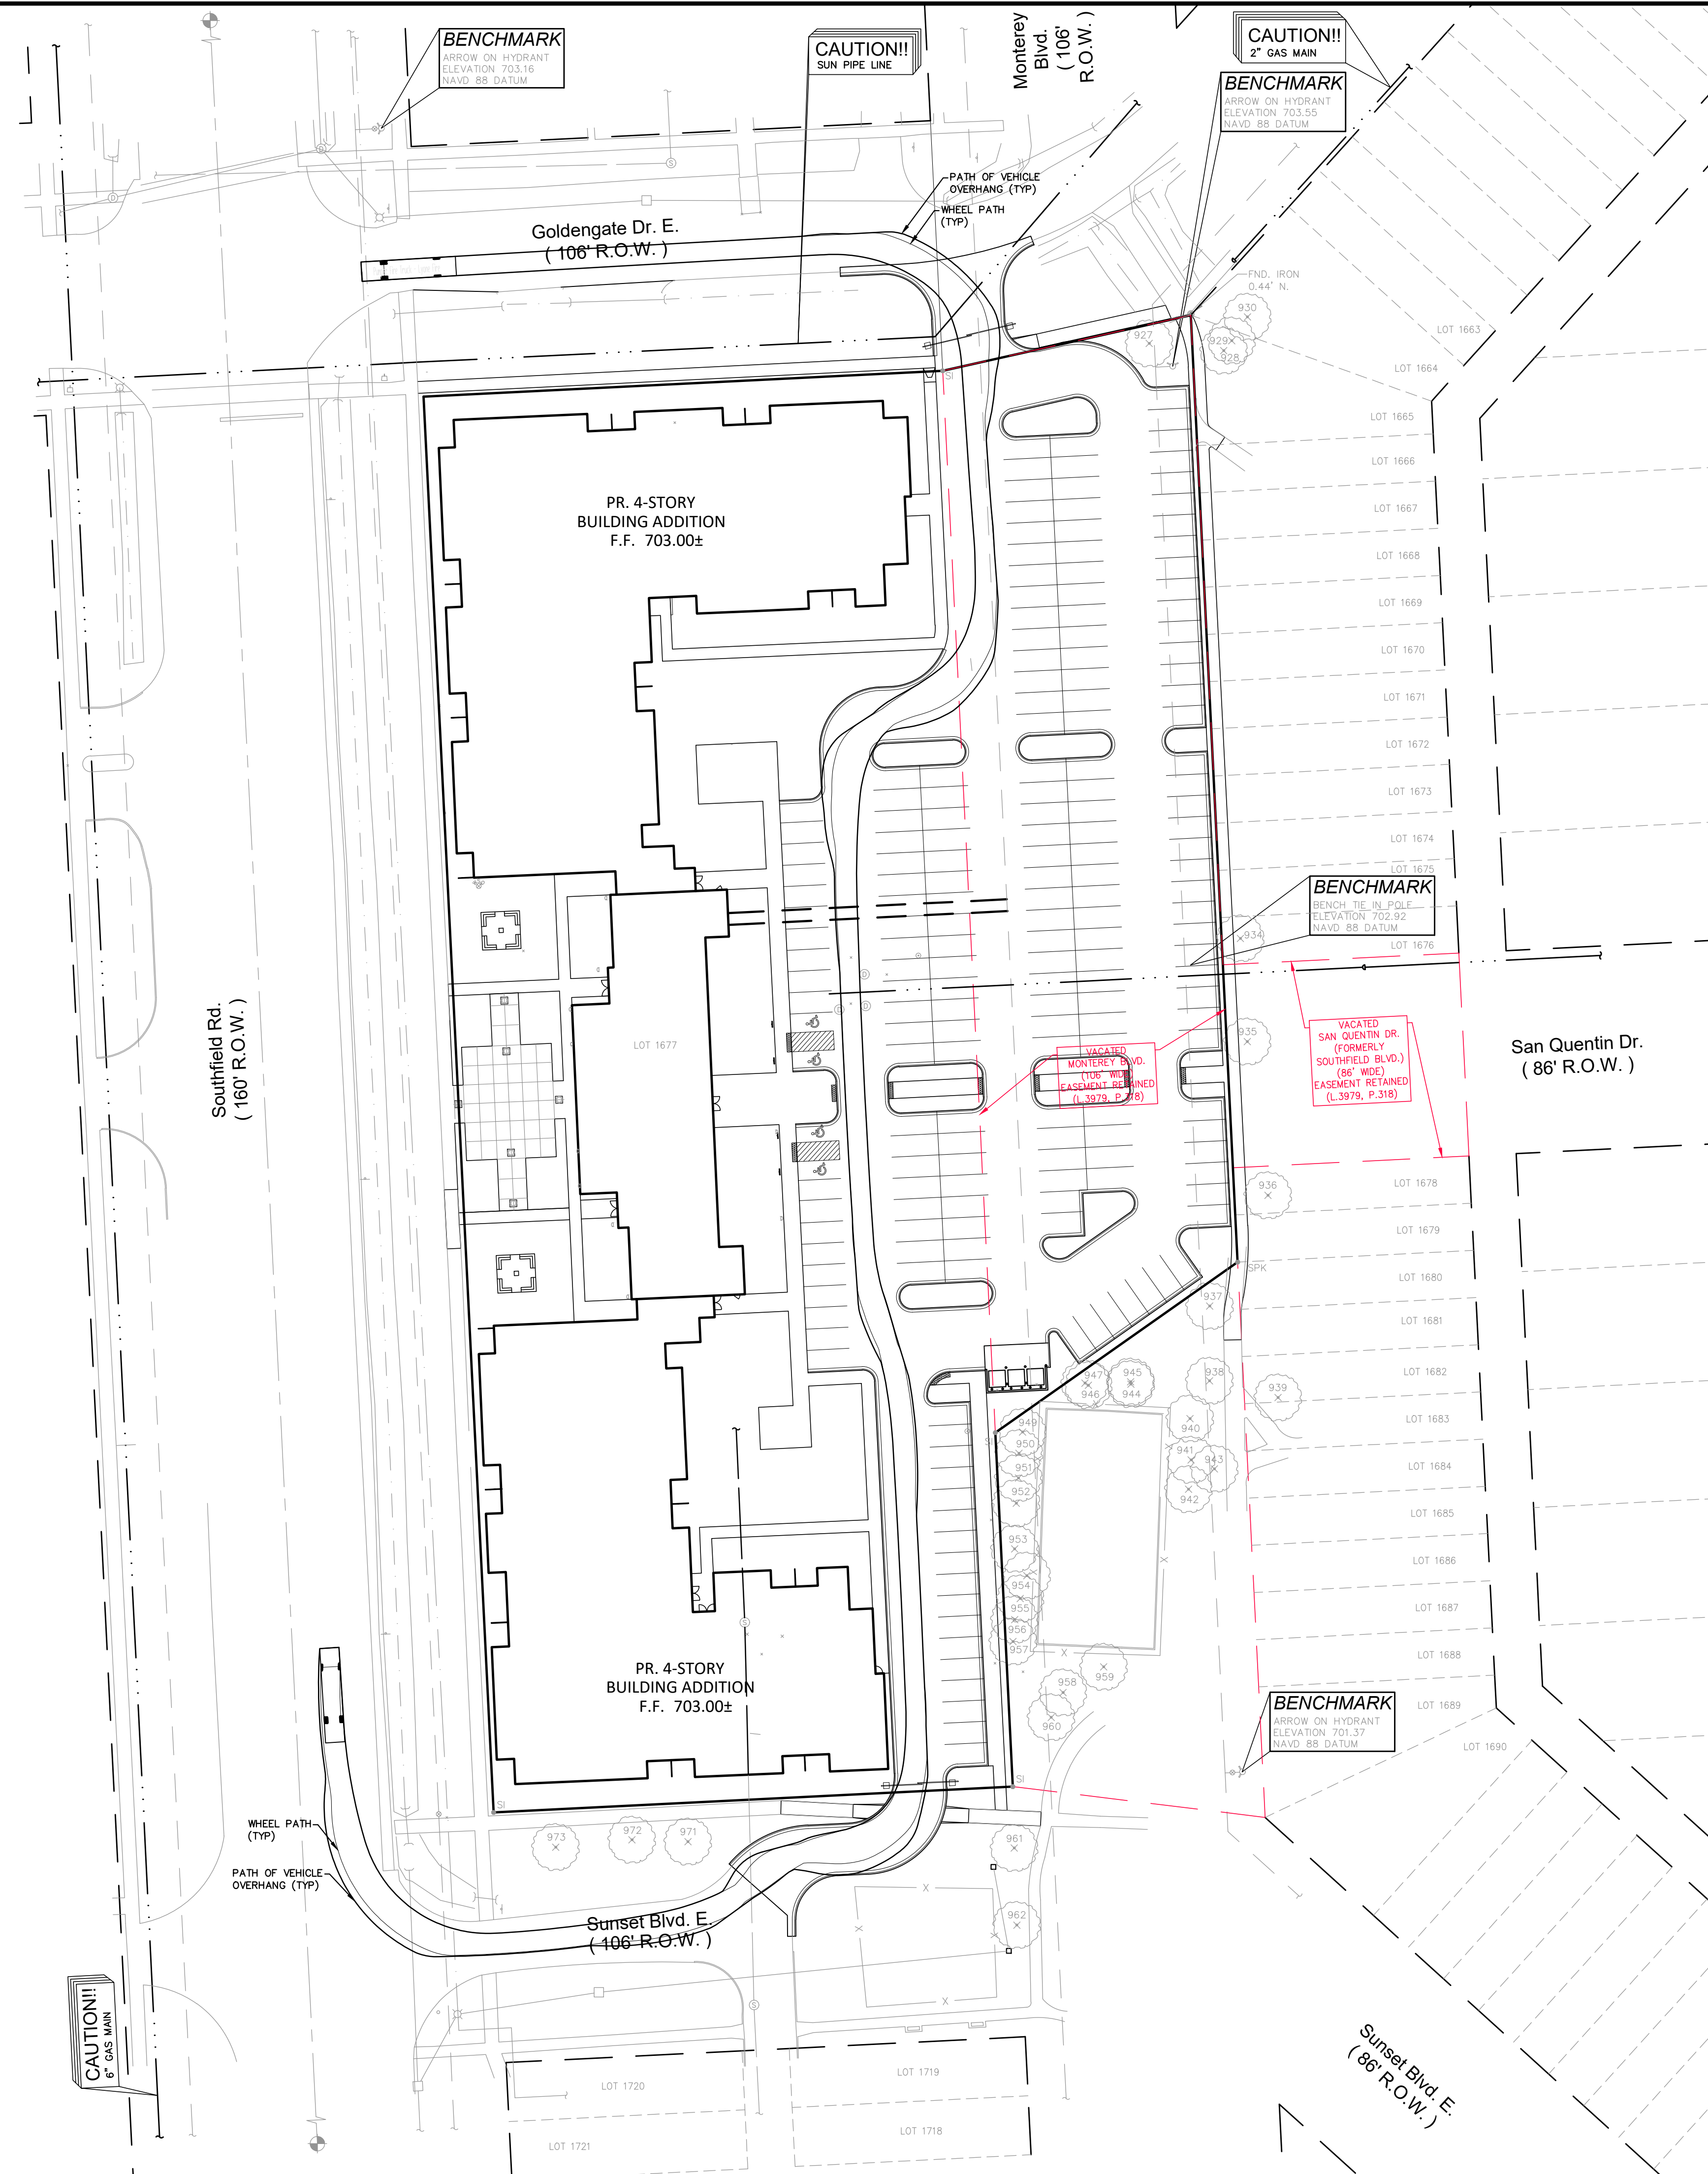 BENCHMARK
ARROW ON HYDRANT
ELEVATION 703.16
NAVD 88 DATUM
CAUTION!!
SUN PIPE LINE
Monterey
Blvd.
( 106'
R.O.W. )
CAUTION!!
2" GAS MAIN
BENCHMARK
ARROW ON HYDRANT
ELEVATION 703.55
NAVD 88 DATUM
PATH OF VEHICLE
OVERHANG (TYP)
WHEEL PATH
(TYP)
Goldengate Dr. E.
( 106' R.O.W. )
FND. IRON
0.44' N.
930
927
929
928
SI
LOT 1663
LOT 1664
LOT 1665
LOT 1666
LOT 1667
LOT 1668
LOT 1669
LOT 1670
LOT 1671
LOT 1672
LOT 1673
LOT 1674
LOT 1675
PR. 4-STORY
BUILDING ADDITION
F.F. 703.00±
BENCHMARK
BENCH TIE IN POLE
ELEVATION 702.92
NAVD 88 DATUM
934
LOT 1676
D
D
D
935
Southfield Rd.
( 160' R.O.W. )
LOT 1677
VACATED
MONTEREY BLVD.
(106' WIDE)
EASEMENT RETAINED
(L.3979, P.318)
VACATED
SAN QUENTIN DR.
(FORMERLY
SOUTHFIELD BLVD.)
(86' WIDE)
EASEMENT RETAINED
(L.3979, P.318)
San Quentin Dr.
( 86' R.O.W. )
936
LOT 1678
LOT 1679
SPK
LOT 1680
937
LOT 1681
LOT 1682
938
939
947
946
945
944
940
LOT 1683
949
SI
950
941
943
951
LOT 1684
952
942
LOT 1685
953
LOT 1686
954
955
LOT 1687
956
957
S
LOT 1688
959
958
960
PR. 4-STORY
BUILDING ADDITION
F.F. 703.00±
BENCHMARK
ARROW ON HYDRANT
ELEVATION 701.37
NAVD 88 DATUM
LOT 1689
LOT 1690
SI
SI
WHEEL PATH
(TYP)
PATH OF VEHICLE
OVERHANG (TYP)
973
972
971
961
962
Sunset Blvd. E.
( 106' R.O.W. )
CAUTION!!
6" GAS MAIN
S
LOT 1720
LOT 1719
LOT 1721
LOT 1718
Sunset Blvd. E.
( 86' R.O.W. )